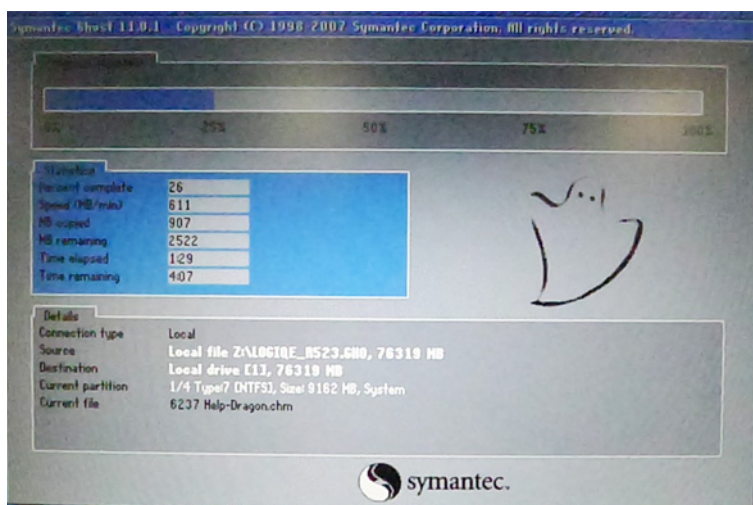 Symantec Ghost 11.0.1 Copyright (C) 1998-2007 Symantec Corporation. All rights reserved.
Progress Indicator
0% 25% 50% 75% 100%
Statistics
Percent complete 26
Speed (MB/min) 611
MB copied 907
MB remaining 2522
Time elapsed 1:29
Time remaining 4:07
Details
Connection type Local
Source Local file Z:\LOGIQE_R523.GHO, 76319 MB
Destination Local drive [1], 76319 MB
Current partition 1/4 Type:7 [NTFS], Size: 9162 MB, System
Current file 6237 Help-Dragon.chm
symantec.